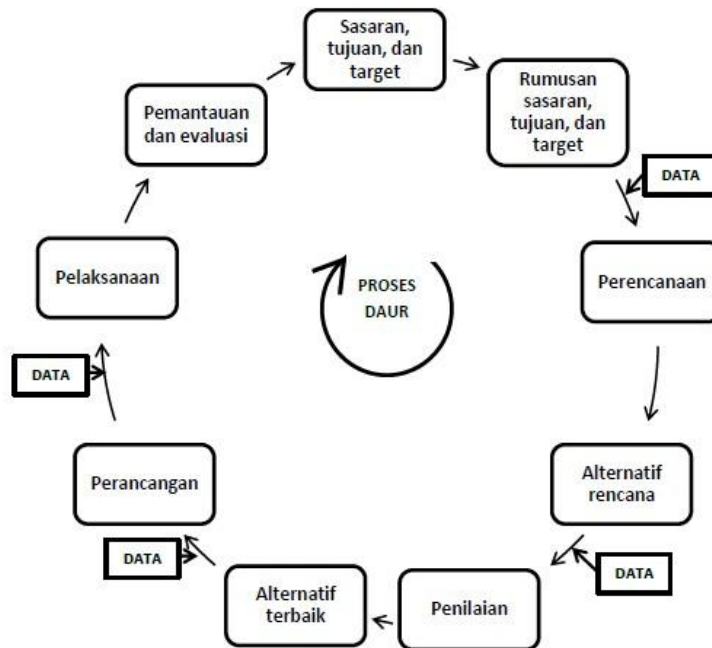 Sasaran,
tujuan, dan
target
Rumusan
sasaran,
tujuan, dan
target
DATA
Perencanaan
Alternatif
rencana
DATA
Penilaian
Alternatif
terbaik
DATA
Perancangan
DATA
Pelaksanaan
Pemantauan
dan evaluasi
PROSES
DAUR